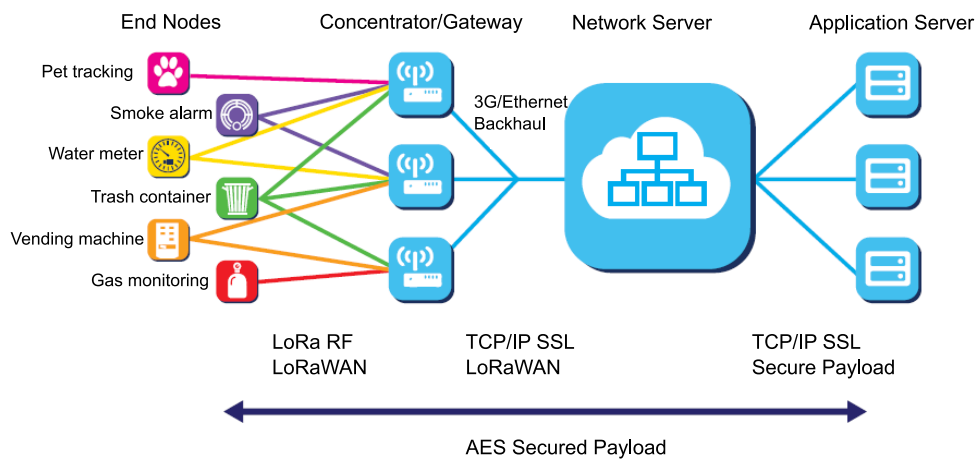 End Nodes
Concentrator/Gateway
Network Server
Application Server
Pet tracking
Smoke alarm
Water meter
Trash container
Vending machine
Gas monitoring
3G/Ethernet
Backhaul
LoRa RF
LoRaWAN
TCP/IP SSL
LoRaWAN
TCP/IP SSL
Secure Payload
AES Secured Payload